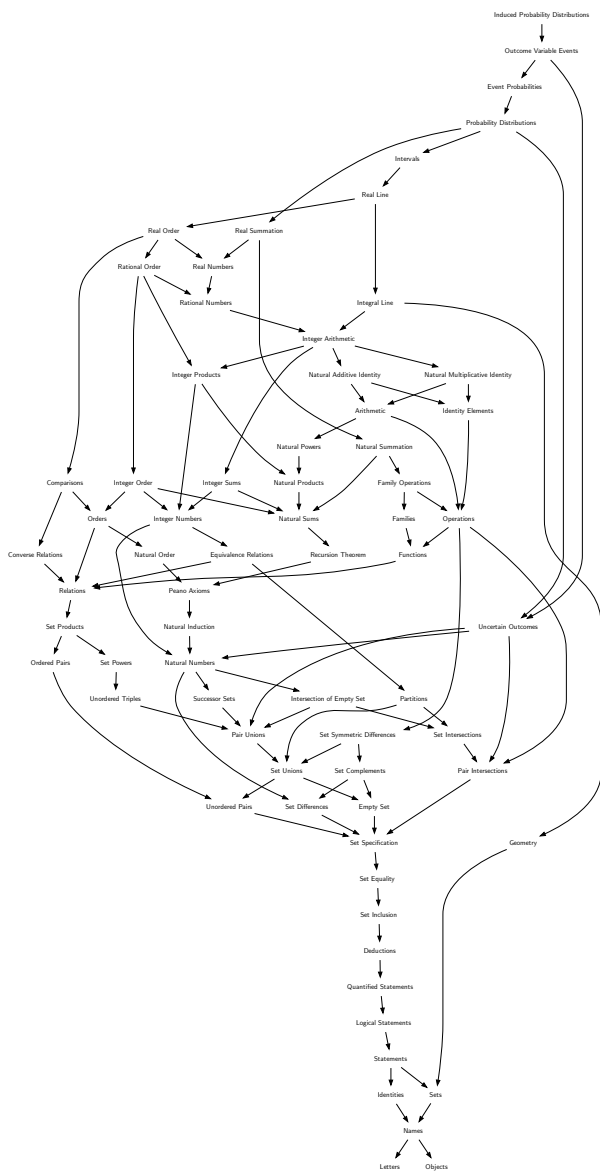 Induced Probability Distributions
Outcome Variable Events
Event Probabilities
Probability Distributions
Intervals
Real Line
Real Order
Real Summation
Rational Order
Real Numbers
Rational Numbers
Integral Line
Integer Arithmetic
Integer Products
Natural Additive Identity
Natural Multiplicative Identity
Arithmetic
Identity Elements
Natural Powers
Natural Summation
Comparisons
Integer Order
Integer Sums
Natural Products
Family Operations
Orders
Integer Numbers
Natural Sums
Families
Operations
Converse Relations
Natural Order
Equivalence Relations
Recursion Theorem
Functions
Relations
Peano Axioms
Set Products
Natural Induction
Uncertain Outcomes
Ordered Pairs
Set Powers
Natural Numbers
Unordered Triples
Successor Sets
Intersection of Empty Set
Partitions
Pair Unions
Set Symmetric Differences
Set Intersections
Set Unions
Set Complements
Pair Intersections
Unordered Pairs
Set Differences
Empty Set
Set Specification
Geometry
Set Equality
Set Inclusion
Deductions
Quantified Statements
Logical Statements
Statements
Identities
Sets
Names
Letters
Objects